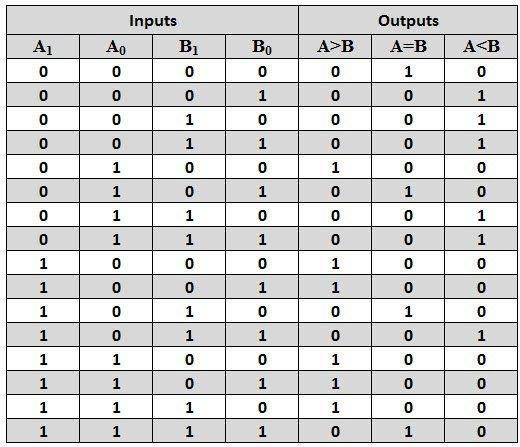 Inputs Outputs
A₁ A₀ B₁ B₀ A>B A=B A<B
0 0 0 0 0 1 0
0 0 0 1 0 0 1
0 0 1 0 0 0 1
0 0 1 1 0 0 1
0 1 0 0 1 0 0
0 1 0 1 0 1 0
0 1 1 0 0 0 1
0 1 1 1 0 0 1
1 0 0 0 1 0 0
1 0 0 1 1 0 0
1 0 1 0 0 1 0
1 0 1 1 0 0 1
1 1 0 0 1 0 0
1 1 0 1 1 0 0
1 1 1 0 1 0 0
1 1 1 1 0 1 0